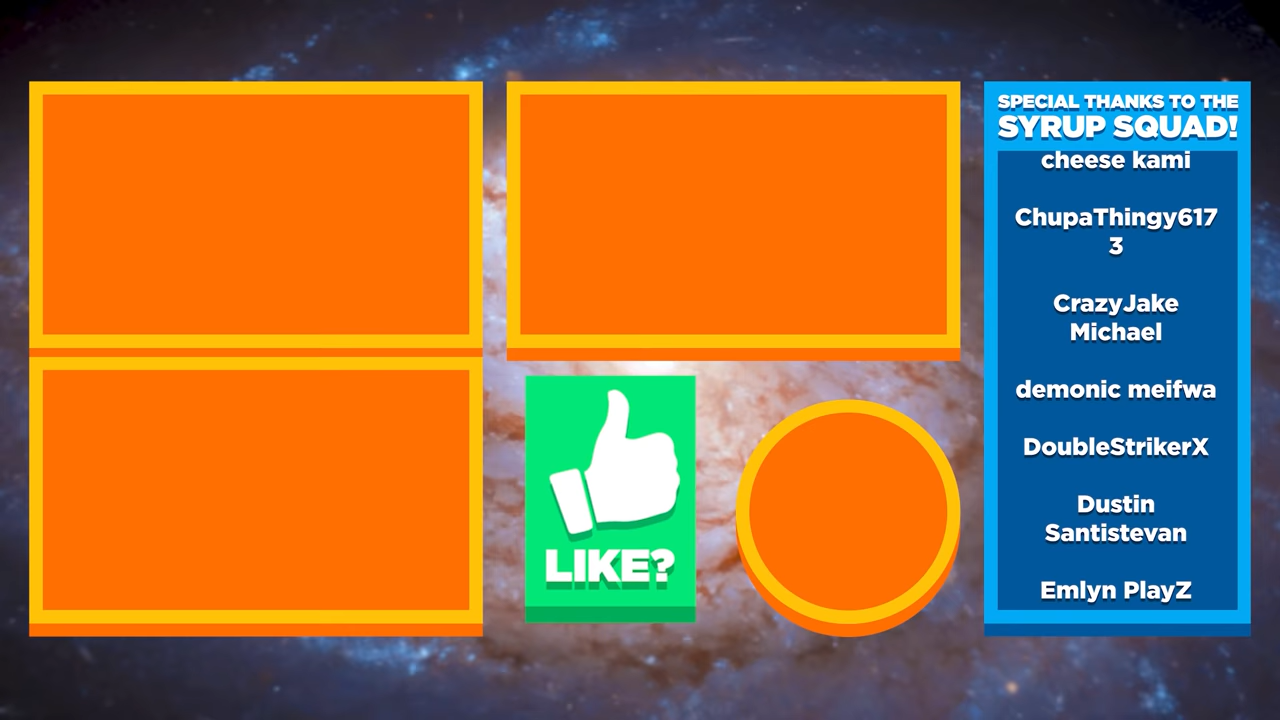 SPECIAL THANKS TO THE
SYRUP SQUAD!
cheese kami
ChupaThingy617
3
CrazyJake
Michael
demonic meifwa
DoubleStrikerX
Dustin
Santistevan
Emlyn PlayZ
LIKE?